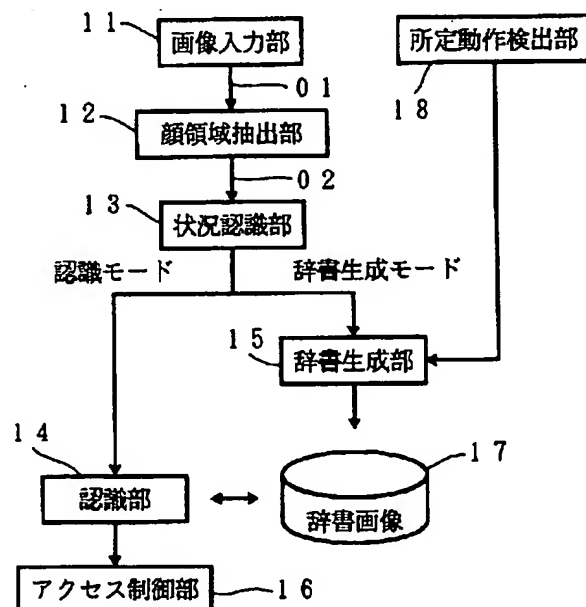 11
画像入力部
所定動作検出部
01
18
12
顔領域抽出部
02
13
状況認識部
認識モード
辞書生成モード
15
辞書生成部
14
17
認識部
辞書画像
アクセス制御部
16